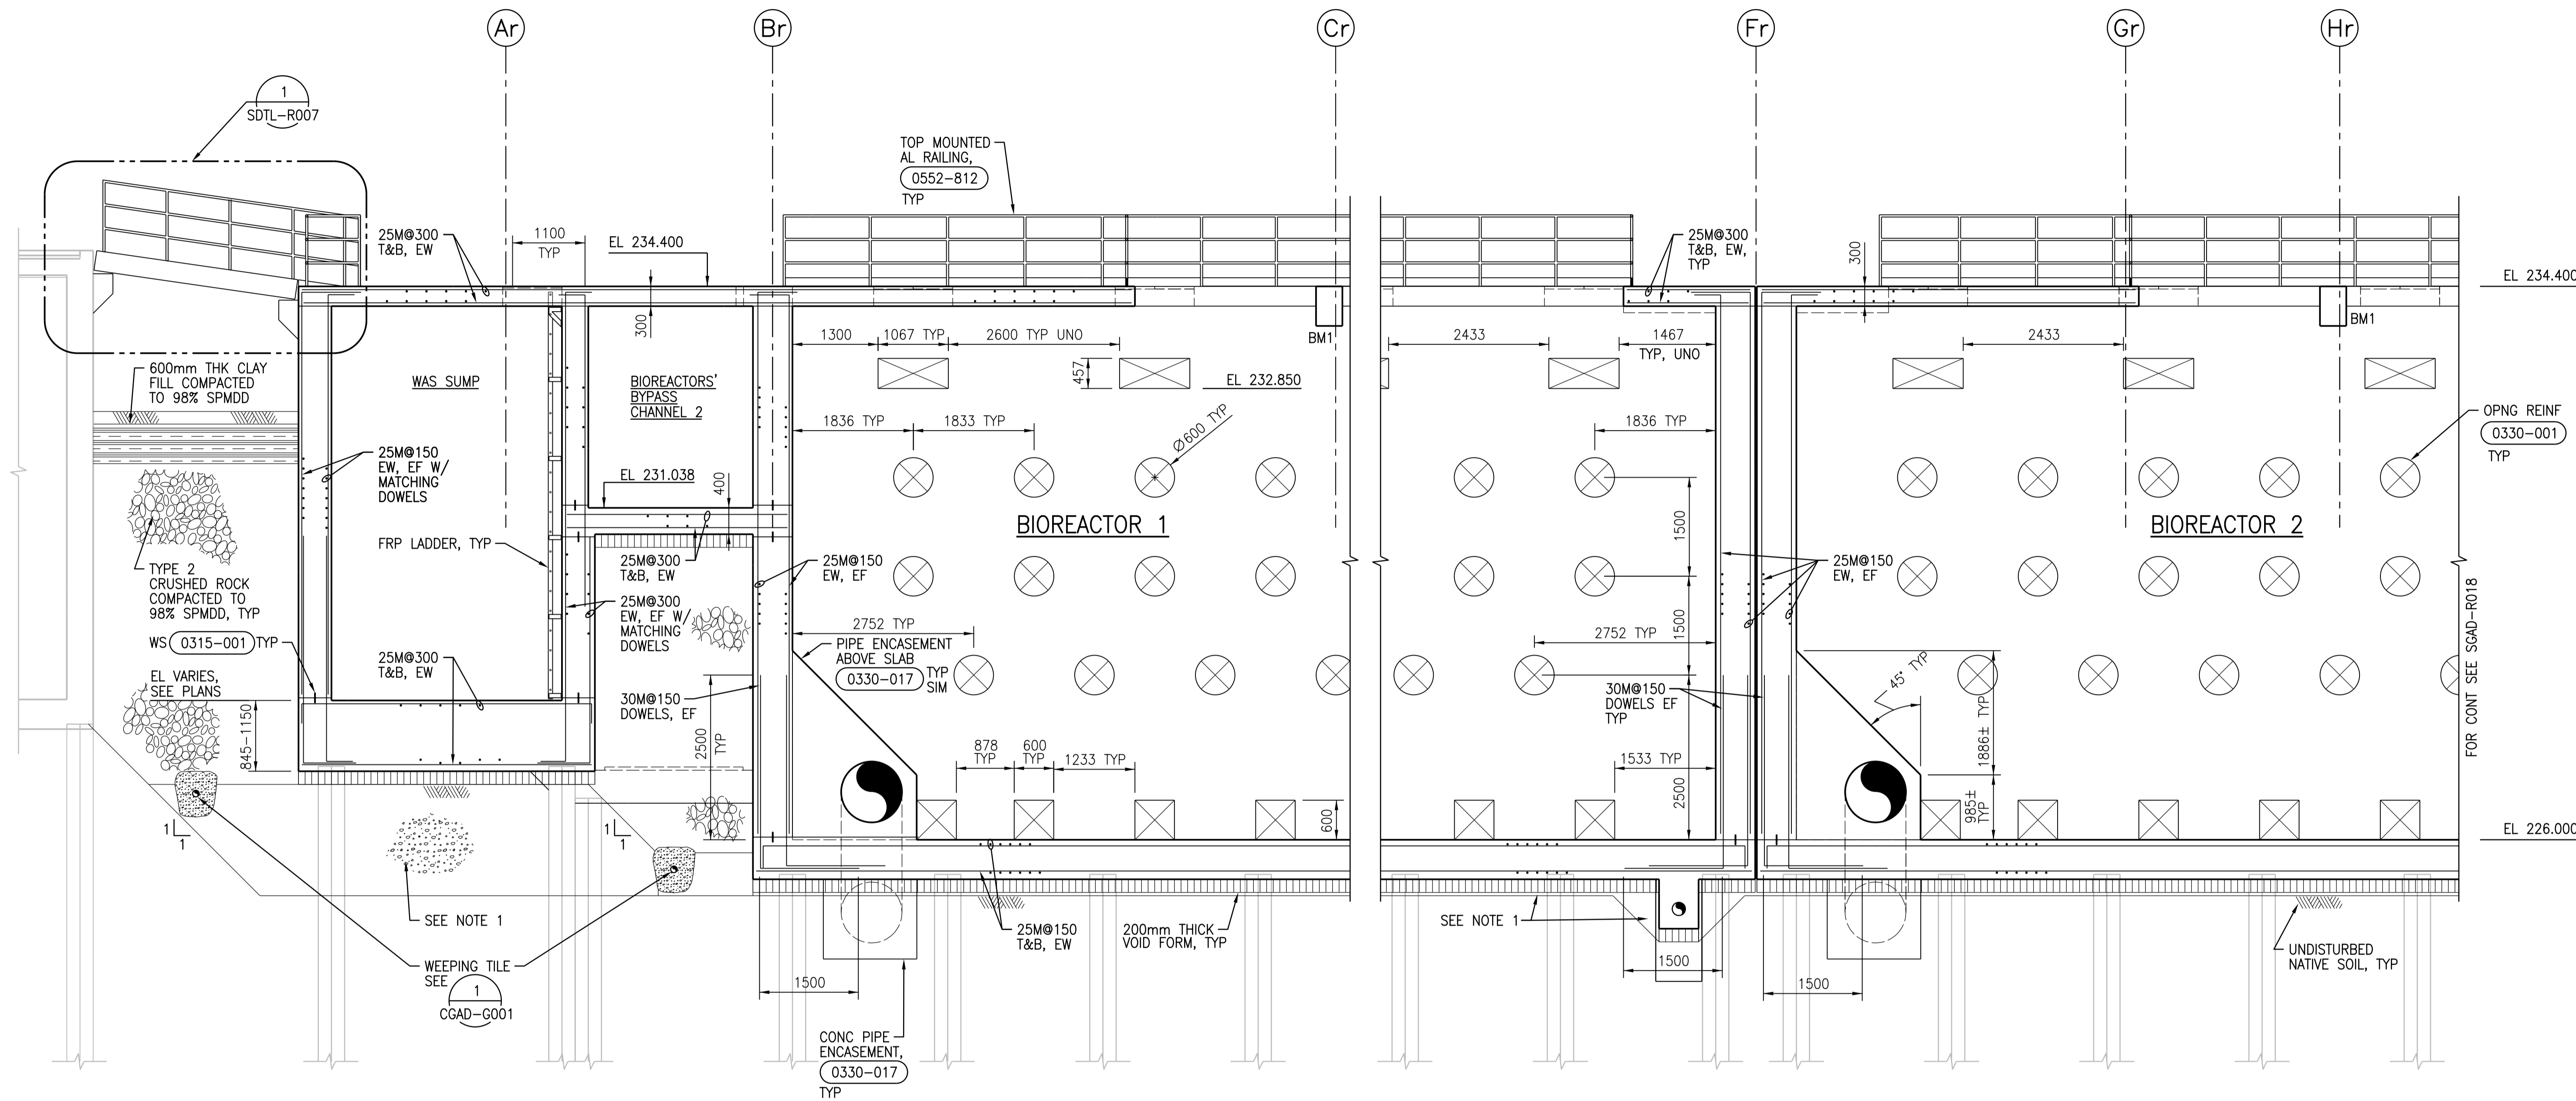 Ar
Br
Cr
Fr
Gr
Hr
1
SDTL-R007
TOP MOUNTED
AL RAILING,
0552-812
TYP
25M@300
T&B, EW
1100
TYP
EL 234.400
300
25M@300
T&B, EW,
TYP
300
EL 234.400
600mm THK CLAY
FILL COMPACTED
TO 98% SPMDD
WAS SUMP
BIOREACTORS'
BYPASS
CHANNEL 2
1300
1067 TYP
2600 TYP UNO
457
EL 232.850
BM1
2433
1467
TYP, UNO
2433
BM1
1836 TYP
1833 TYP
Ø600 TYP
1836 TYP
OPNG REINF
0330-001
TYP
25M@150
EW, EF W/
MATCHING
DOWELS
EL 231.038
400
BIOREACTOR 1
1500
BIOREACTOR 2
FRP LADDER, TYP
TYPE 2
CRUSHED ROCK
COMPACTED TO
98% SPMDD, TYP
25M@300
T&B, EW
25M@150
EW, EF
25M@150
EW, EF
25M@300
EW, EF W/
MATCHING
DOWELS
2752 TYP
2752 TYP
1500
WS 0315-001 TYP
PIPE ENCASEMENT
ABOVE SLAB
0330-017 TYP
SIM
25M@300
T&B, EW
EL VARIES,
SEE PLANS
845-1150
30M@150
DOWELS, EF
2500
TYP
30M@150
DOWELS EF
TYP
45° TYP
1886± TYP
985±
TYP
FOR CONT SEE SGAD-R018
878
TYP
600
TYP
1233 TYP
600
1533 TYP
2500
EL 226.000
1
1
1
1
SEE NOTE 1
WEEPING TILE
SEE
1
CGAD-G001
1500
25M@150
T&B, EW
200mm THICK
VOID FORM, TYP
SEE NOTE 1
1500
1500
UNDISTURBED
NATIVE SOIL, TYP
CONC PIPE
ENCASEMENT,
0330-017
TYP